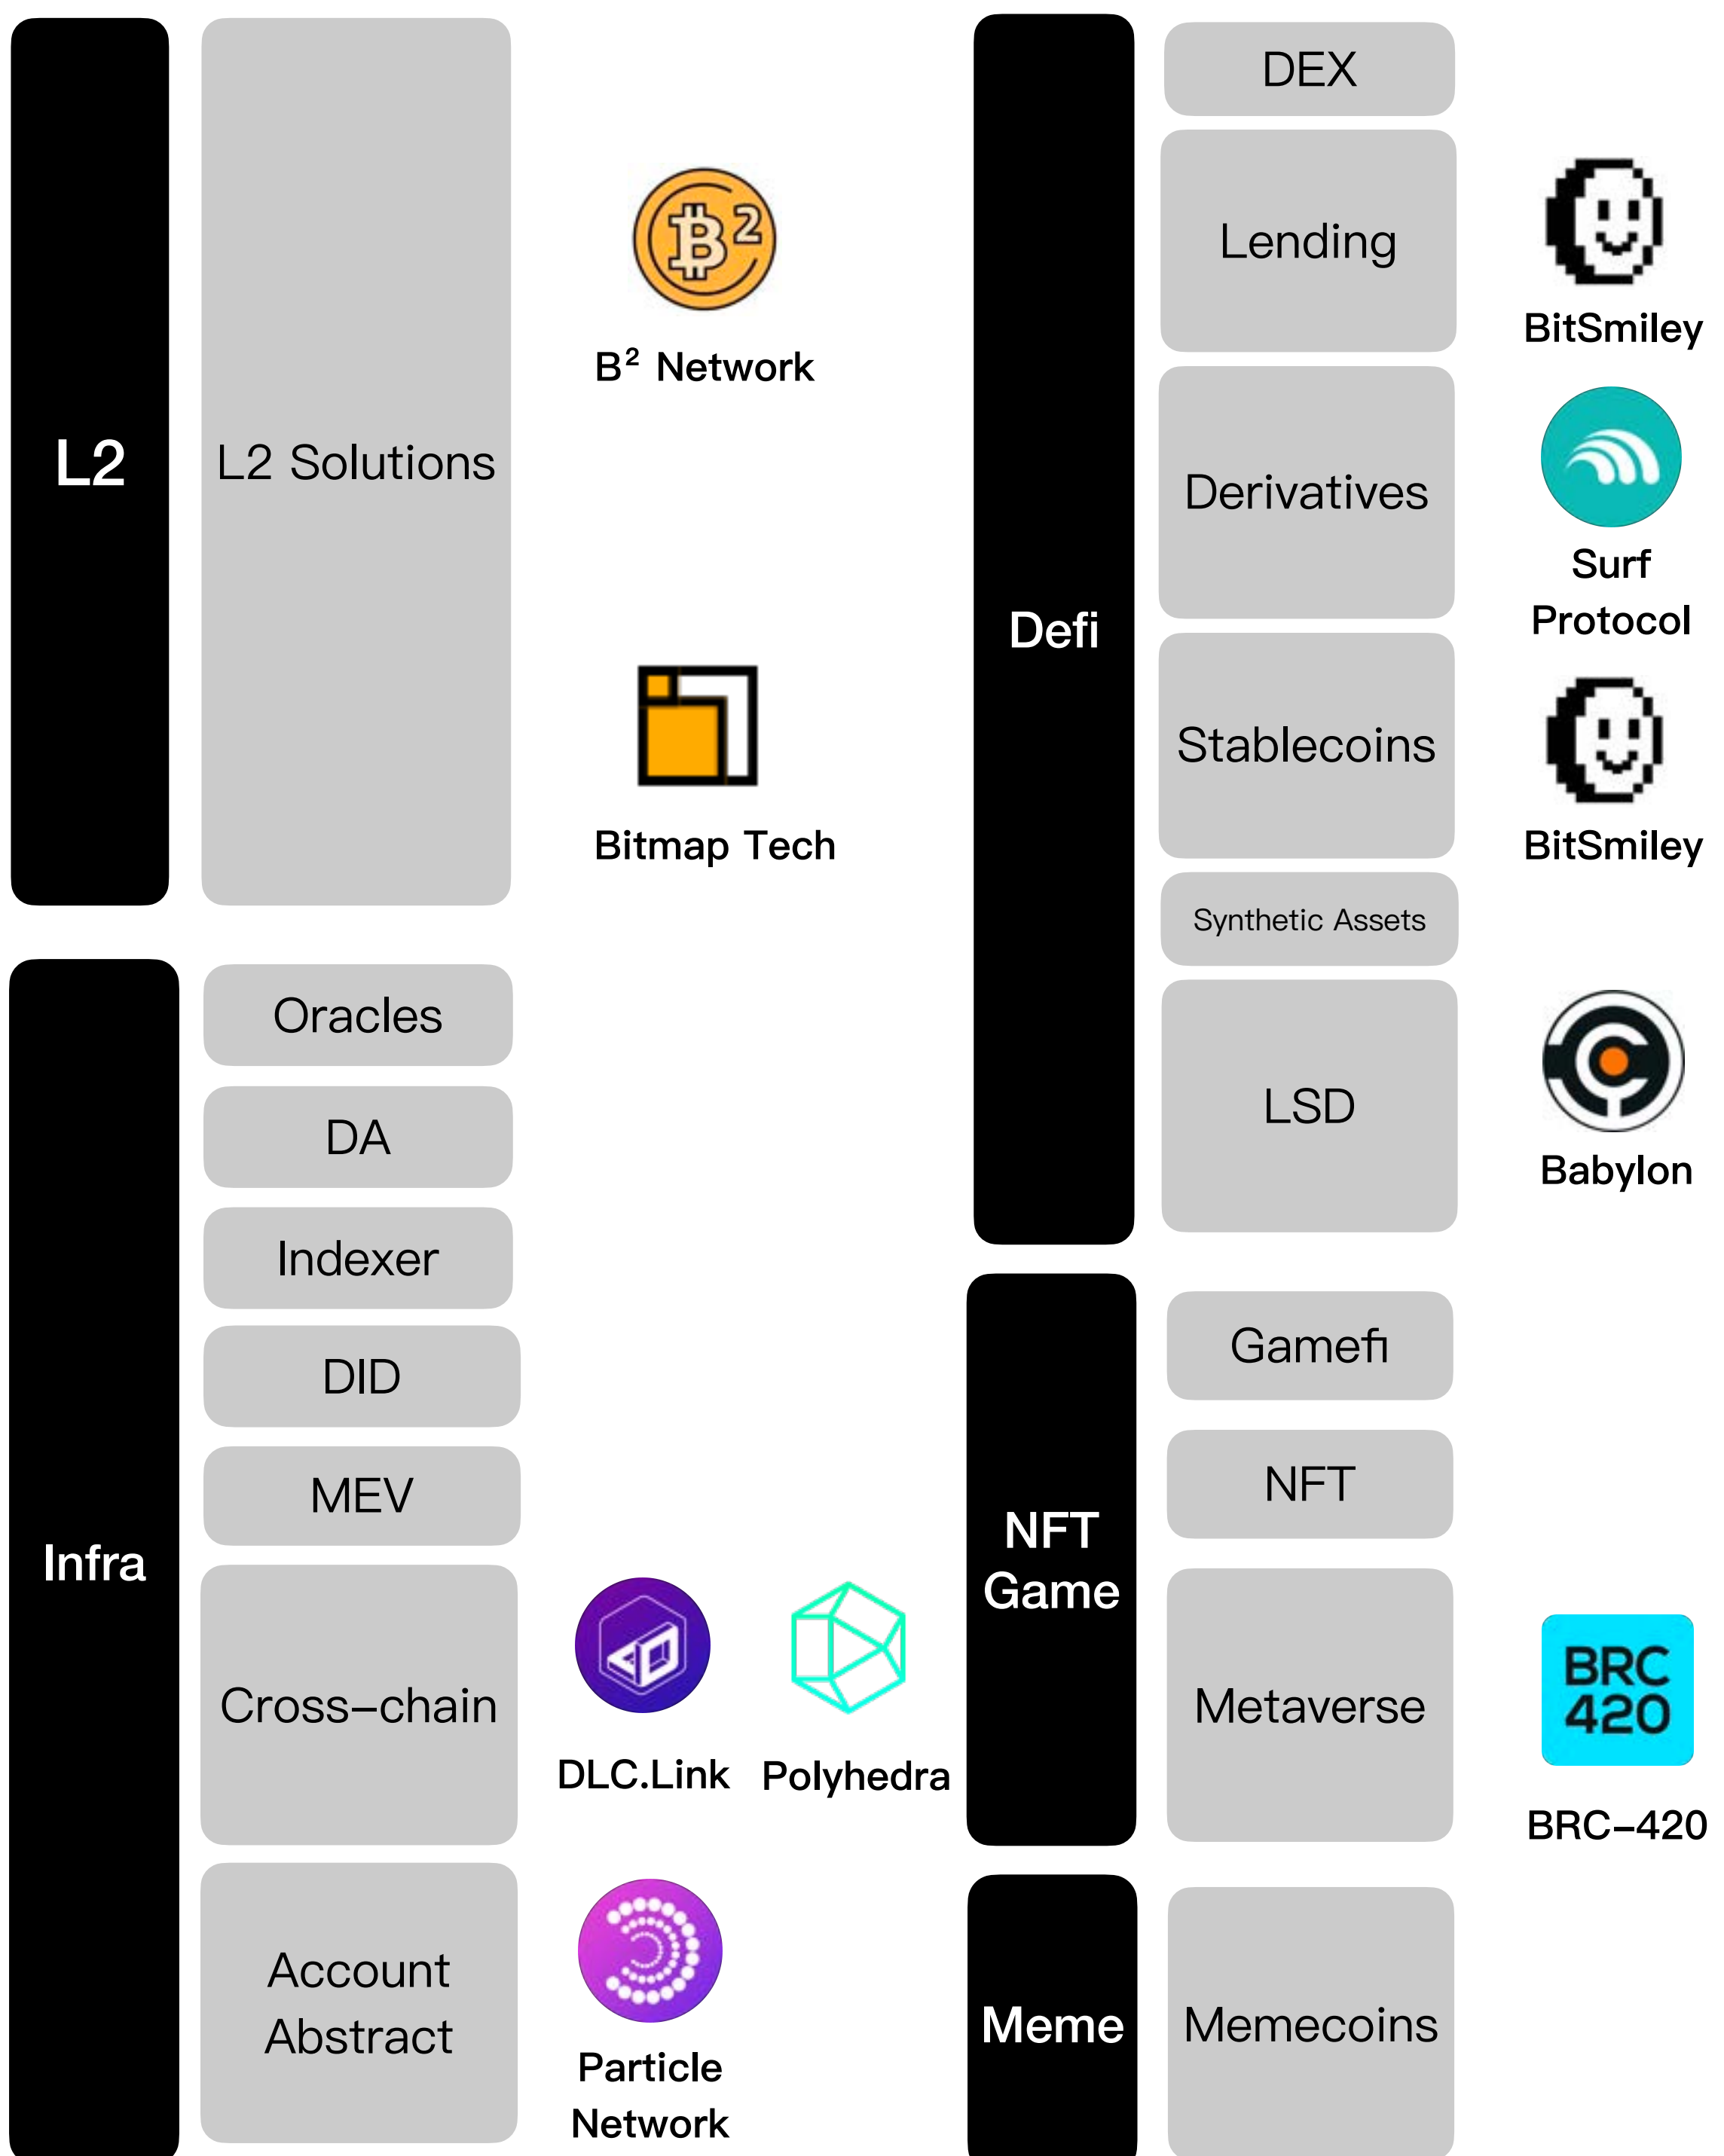 L2
L2 Solutions
B² Network
Bitmap Tech
Infra
Oracles
DA
Indexer
DID
MEV
Cross-chain
DLC.Link
Polyhedra
Account
Abstract
Particle
Network
Defi
DEX
Lending
BitSmiley
Derivatives
Surf
Protocol
Stablecoins
BitSmiley
Synthetic Assets
LSD
Babylon
NFT
Game
Gamefi
NFT
Metaverse
BRC
420
BRC-420
Meme
Memecoins